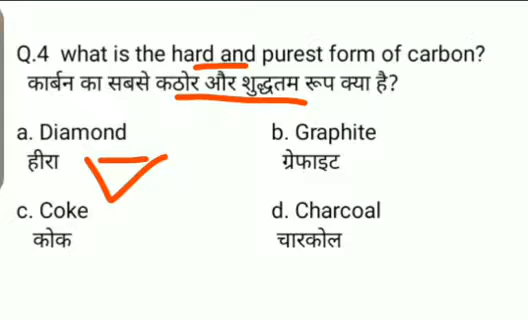 Q.4 what is the hard and purest form of carbon?
कार्बन का सबसे कठोर और शुद्धतम रूप क्या है?
a. Diamond
हीरा
b. Graphite
ग्रेफाइट
c. Coke
कोक
d. Charcoal
चारकोल